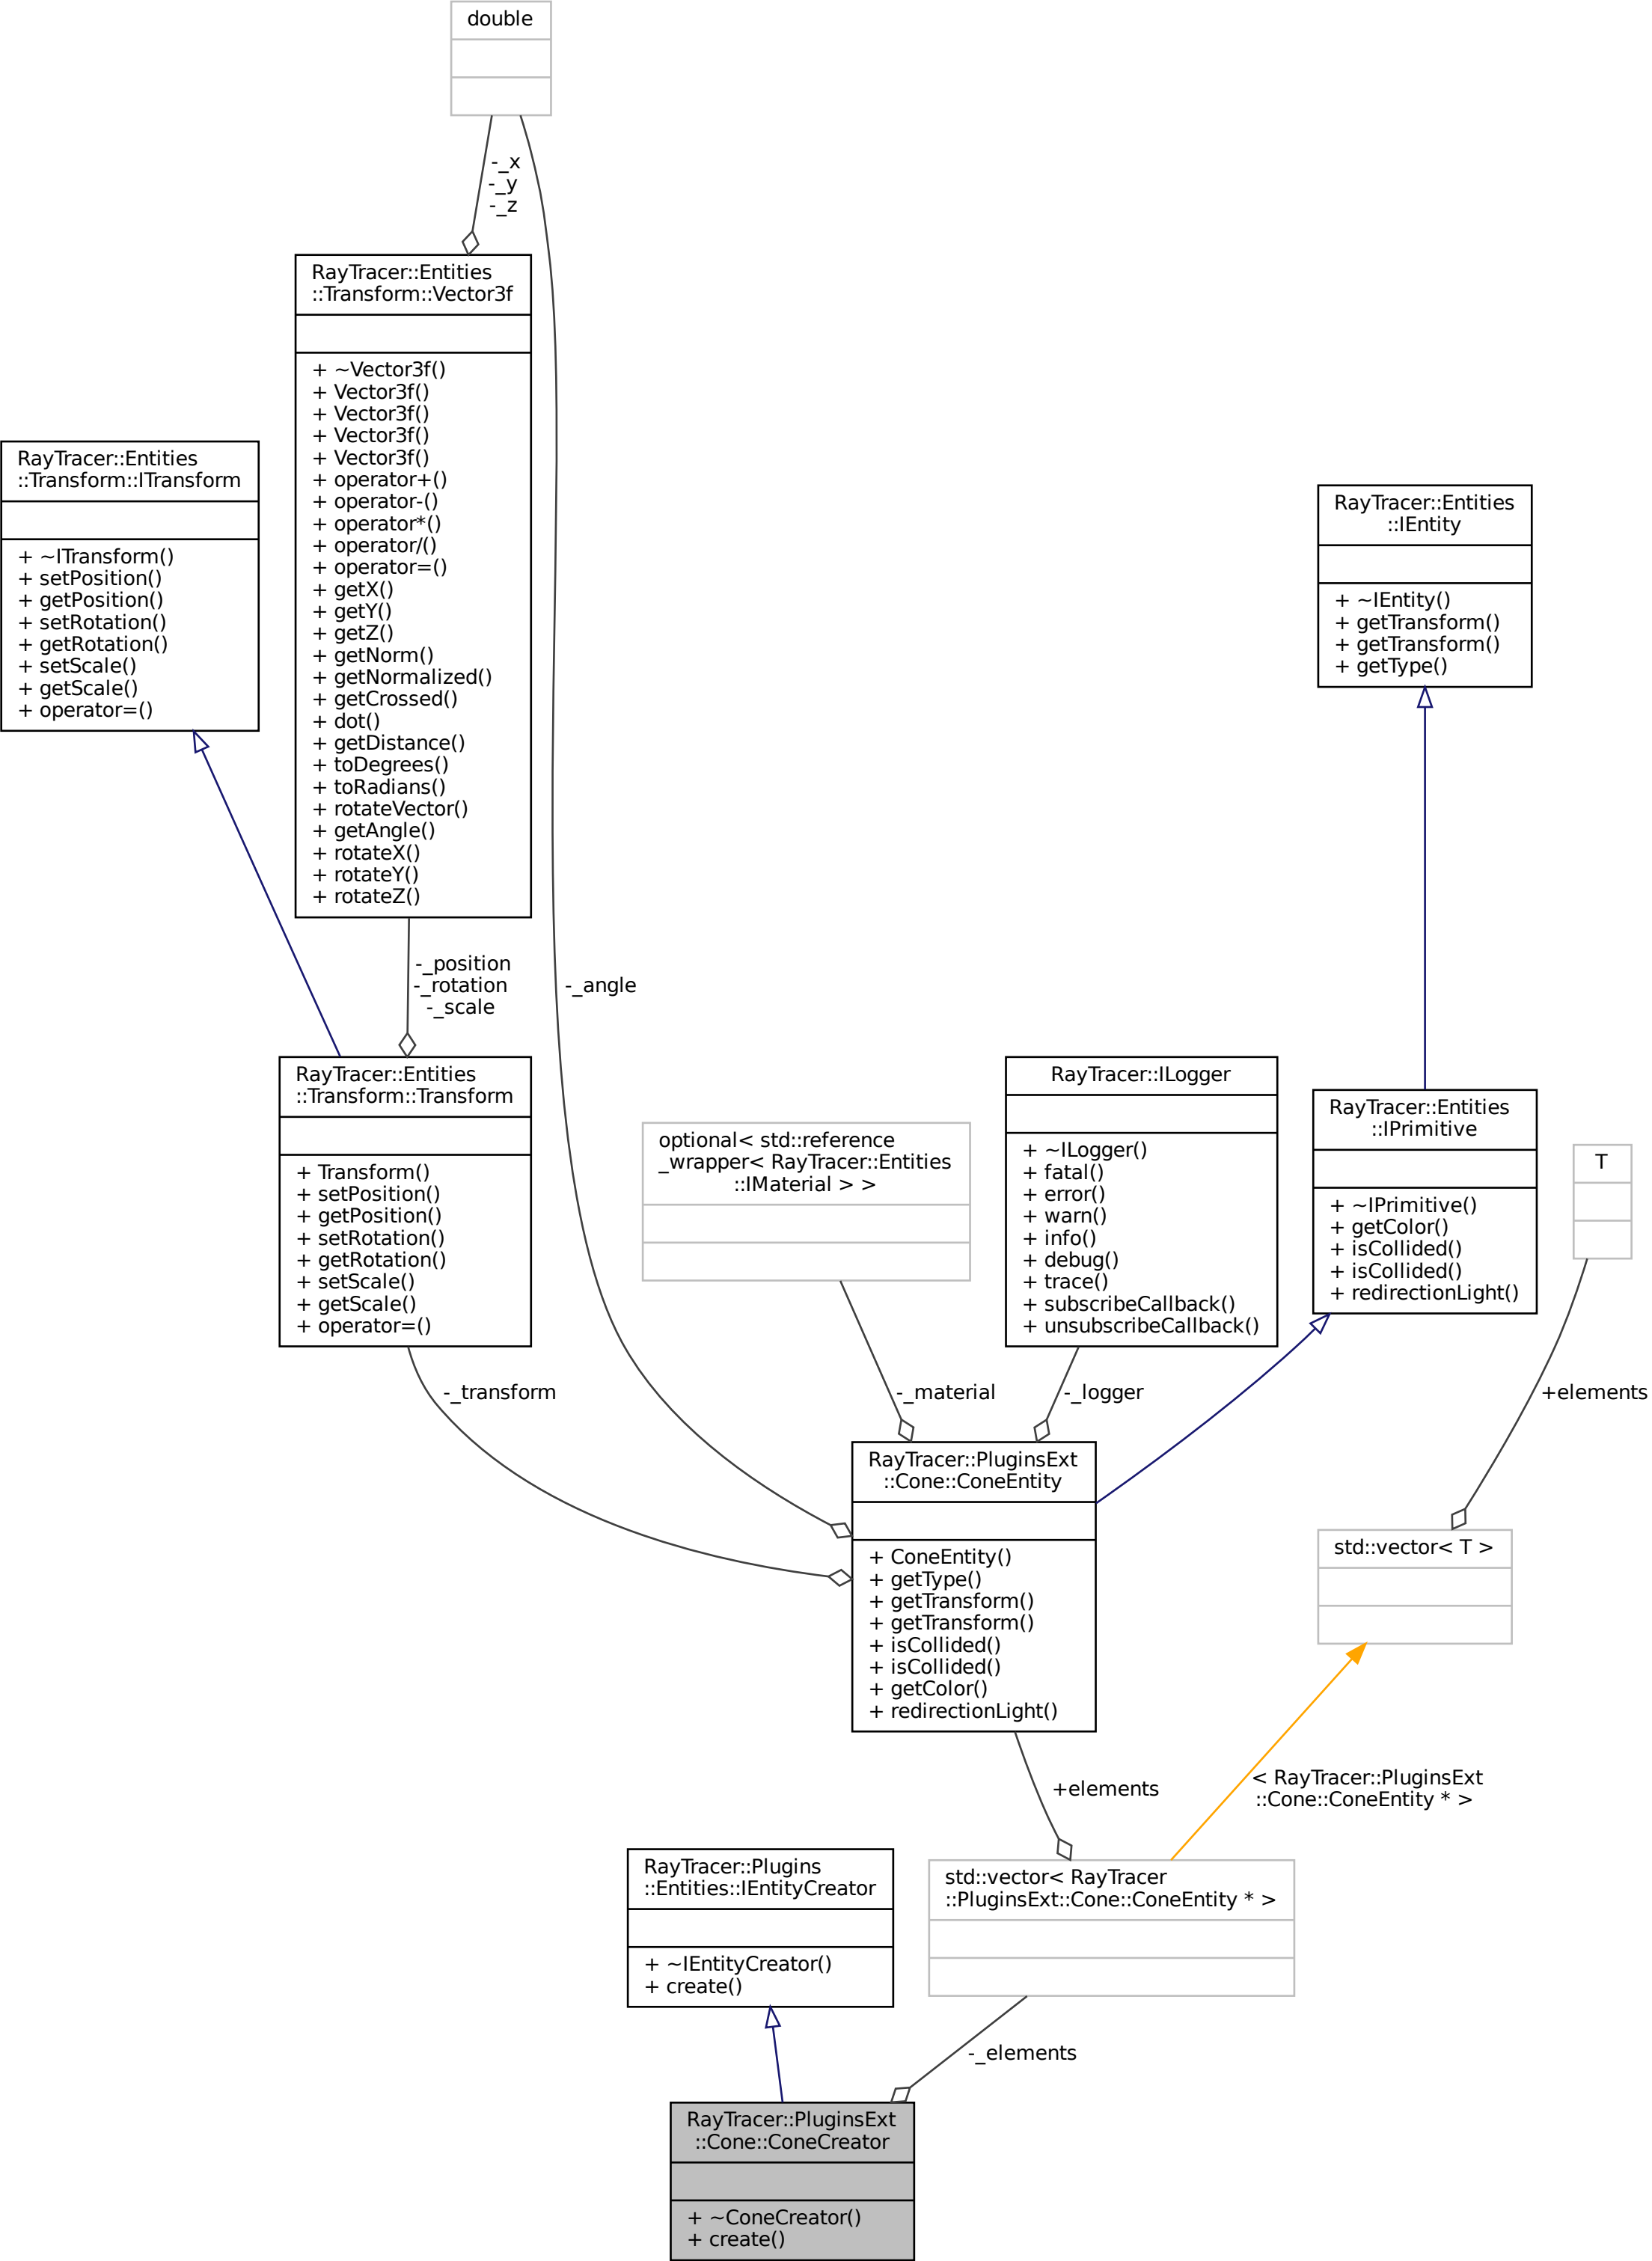 double
-_x
-_y
-_z
RayTracer::Entities
::Transform::Vector3f
+ ~Vector3f()
+ Vector3f()
+ Vector3f()
+ Vector3f()
+ Vector3f()
+ operator+()
+ operator-()
+ operator*()
+ operator/()
+ operator=()
+ getX()
+ getY()
+ getZ()
+ getNorm()
+ getNormalized()
+ getCrossed()
+ dot()
+ getDistance()
+ toDegrees()
+ toRadians()
+ rotateVector()
+ getAngle()
+ rotateX()
+ rotateY()
+ rotateZ()
RayTracer::Entities
::Transform::ITransform
+ ~ITransform()
+ setPosition()
+ getPosition()
+ setRotation()
+ getRotation()
+ setScale()
+ getScale()
+ operator=()
RayTracer::Entities
::IEntity
+ ~IEntity()
+ getTransform()
+ getTransform()
+ getType()
-_position
-_rotation
-_scale
-_angle
RayTracer::Entities
::Transform::Transform
+ Transform()
+ setPosition()
+ getPosition()
+ setRotation()
+ getRotation()
+ setScale()
+ getScale()
+ operator=()
optional< std::reference
_wrapper< RayTracer::Entities
::IMaterial > >
RayTracer::ILogger
+ ~ILogger()
+ fatal()
+ error()
+ warn()
+ info()
+ debug()
+ trace()
+ subscribeCallback()
+ unsubscribeCallback()
RayTracer::Entities
::IPrimitive
+ ~IPrimitive()
+ getColor()
+ isCollided()
+ isCollided()
+ redirectionLight()
T
-_transform
-_material
-_logger
+elements
RayTracer::PluginsExt
::Cone::ConeEntity
+ ConeEntity()
+ getType()
+ getTransform()
+ getTransform()
+ isCollided()
+ isCollided()
+ getColor()
+ redirectionLight()
std::vector< T >
+elements
< RayTracer::PluginsExt
::Cone::ConeEntity * >
RayTracer::Plugins
::Entities::IEntityCreator
+ ~IEntityCreator()
+ create()
std::vector< RayTracer
::PluginsExt::Cone::ConeEntity * >
-_elements
RayTracer::PluginsExt
::Cone::ConeCreator
+ ~ConeCreator()
+ create()